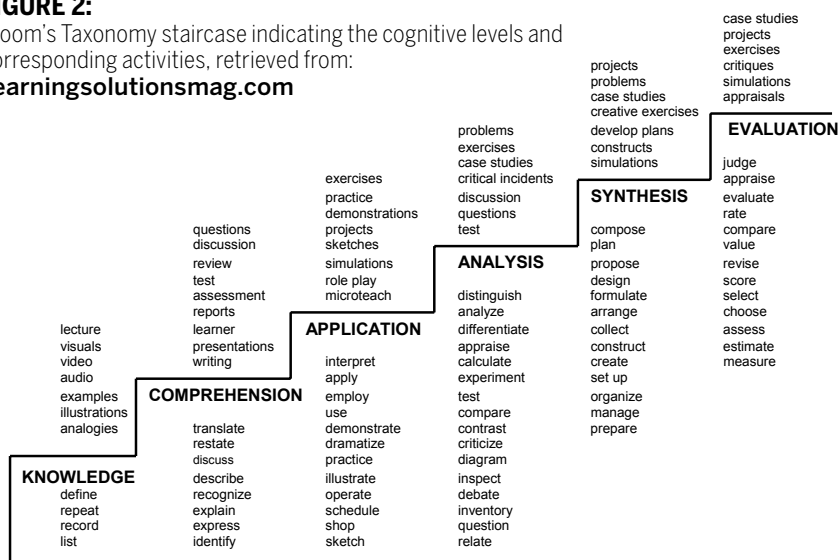 IGURE 2:
oom's Taxonomy staircase indicating the cognitive levels and
orresponding activities, retrieved from:
earningsolutionsmag.com
lecture
visuals
video
audio
examples
illustrations
analogies
KNOWLEDGE
define
repeat
record
list
questions
discussion
review
test
assessment
reports
learner
presentations
writing
COMPREHENSION
translate
restate
discuss
describe
recognize
explain
express
identify
exercises
practice
demonstrations
projects
sketches
simulations
role play
microteach
APPLICATION
interpret
apply
employ
use
demonstrate
dramatize
practice
illustrate
operate
schedule
shop
sketch
problems
exercises
case studies
critical incidents
discussion
questions
test
ANALYSIS
distinguish
analyze
differentiate
appraise
calculate
experiment
test
compare
contrast
criticize
diagram
inspect
debate
inventory
question
relate
projects
problems
case studies
creative exercises
develop plans
constructs
simulations
SYNTHESIS
compose
plan
propose
design
formulate
arrange
collect
construct
create
set up
organize
manage
prepare
case studies
projects
exercises
critiques
simulations
appraisals
EVALUATION
judge
appraise
evaluate
rate
compare
value
revise
score
select
choose
assess
estimate
measure